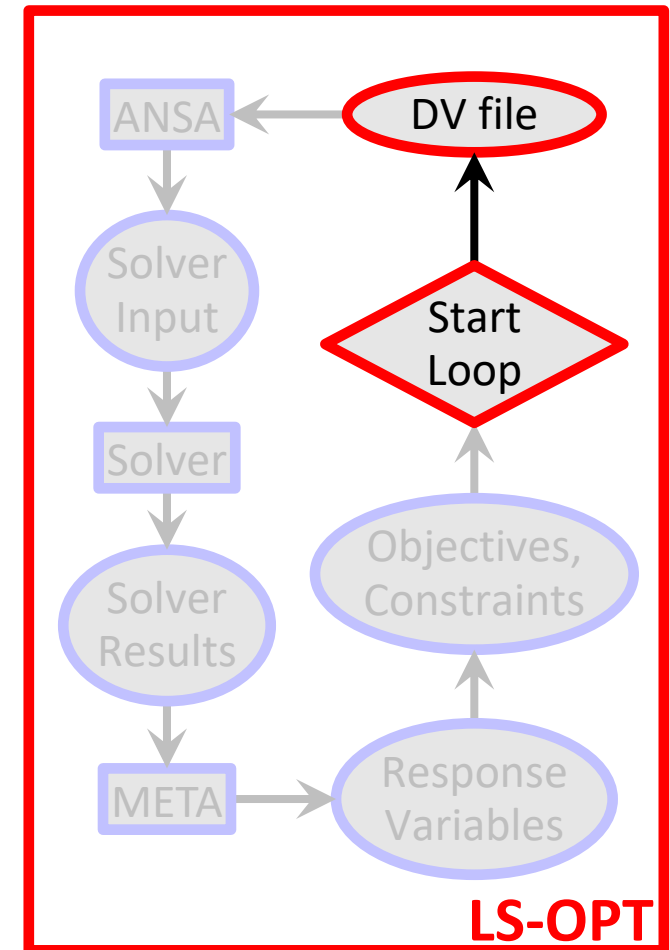 ANSA
DV file
Solver
Input
Start
Loop
Solver
Objectives,
Constraints
Solver
Results
META
Response
Variables
LS-OPT